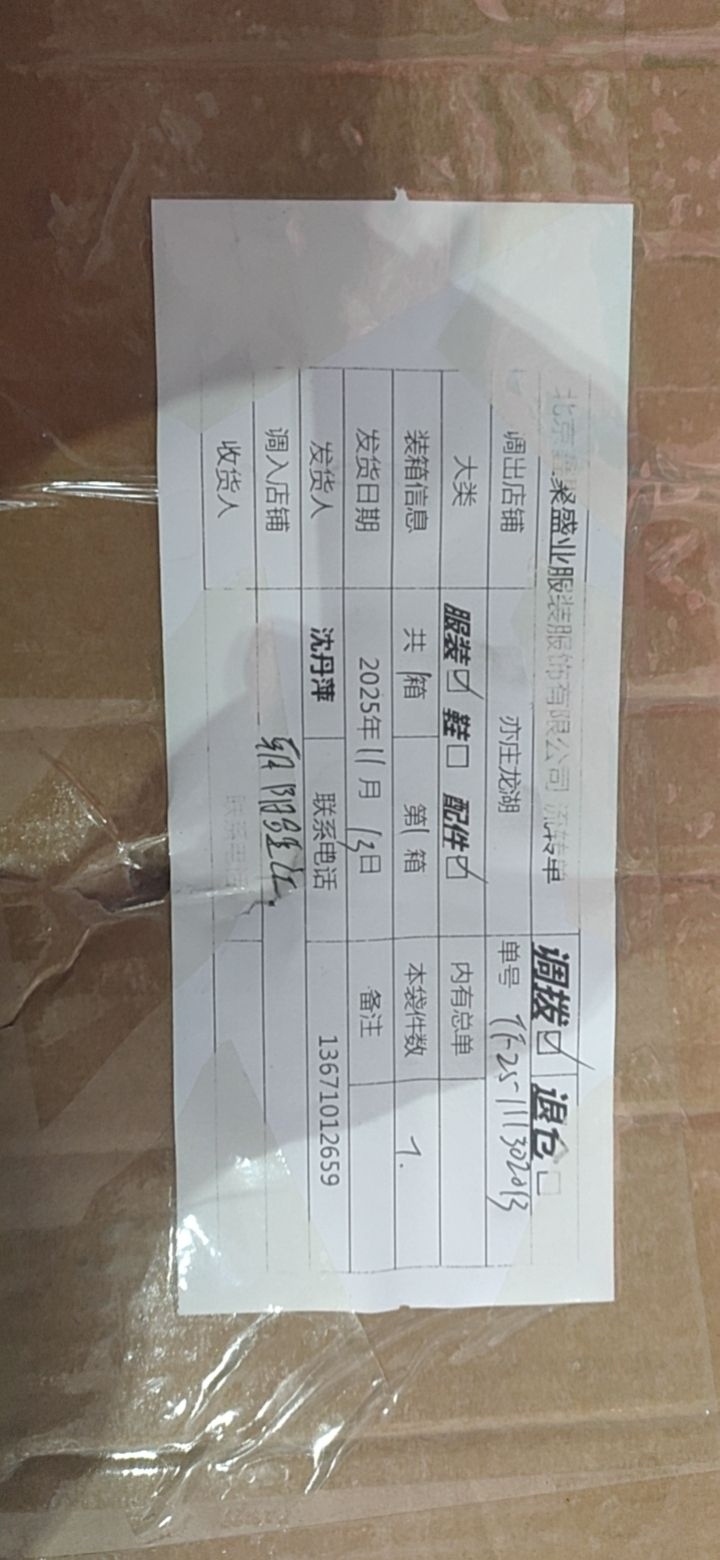 北京 聚盛业服装服饰有限公司 流转单 调拨☑ 退仓□
调出店铺 亦庄龙湖 单号
大类 服装☑ 鞋□ 配件☑ 内有总单
装箱信息 共1箱 第1箱 本袋件数 7.
发货日期 2025年11月13日 备注
发货人 沈丹萍 联系电话 13671012659
调入店铺
收货人 联系电话